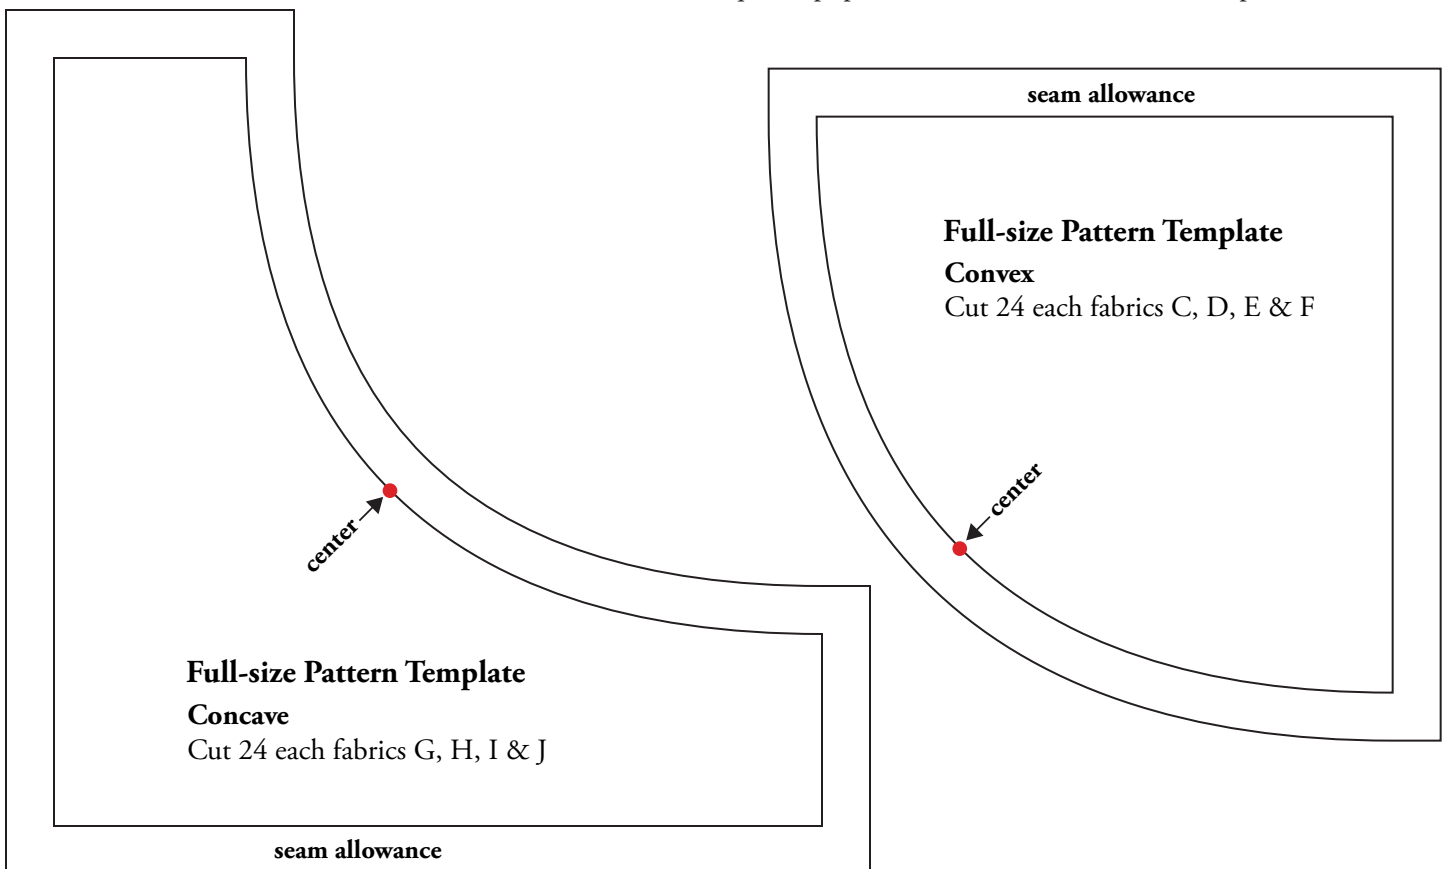 seam allowance
Full-size Pattern Template
Convex
Cut 24 each fabrics C, D, E & F
center
center
Full-size Pattern Template
Concave
Cut 24 each fabrics G, H, I & J
seam allowance